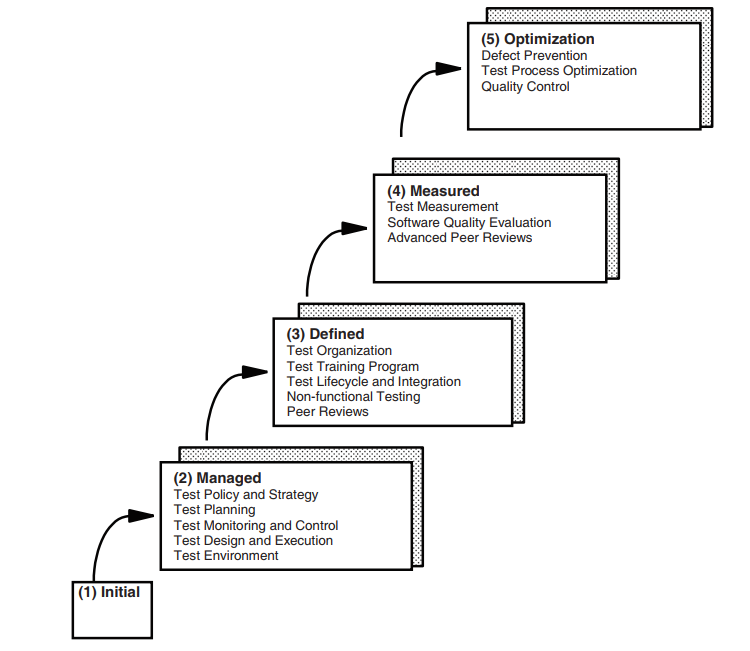 (5) Optimization
Defect Prevention
Test Process Optimization
Quality Control
(4) Measured
Test Measurement
Software Quality Evaluation
Advanced Peer Reviews
(3) Defined
Test Organization
Test Training Program
Test Lifecycle and Integration
Non-functional Testing
Peer Reviews
(2) Managed
Test Policy and Strategy
Test Planning
Test Monitoring and Control
Test Design and Execution
Test Environment
(1) Initial